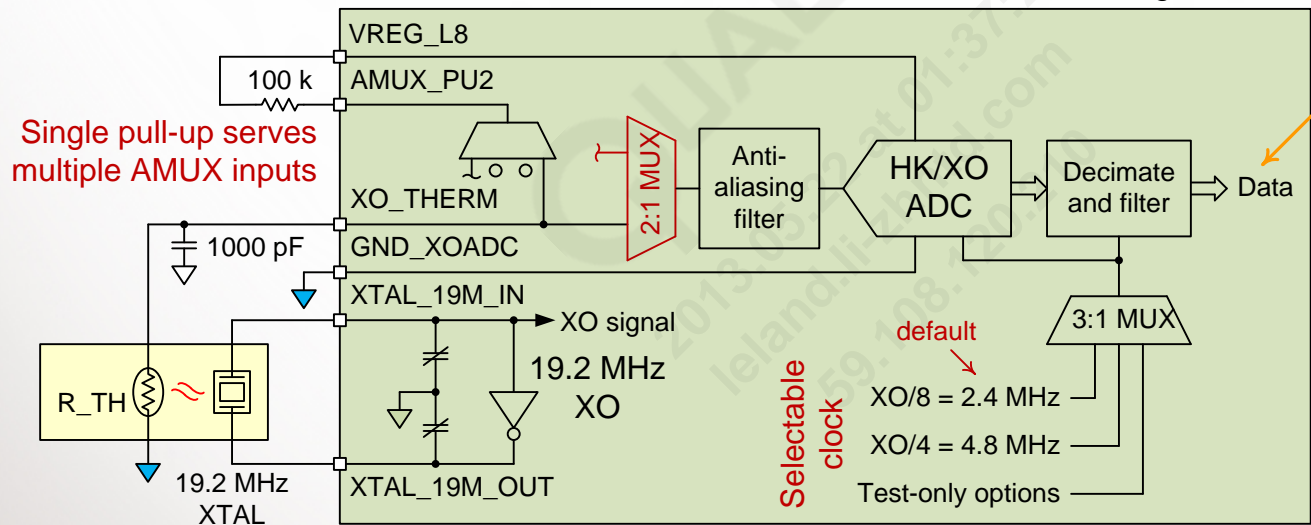 VREG_L8
100 k
AMUX_PU2
Single pull-up serves
multiple AMUX inputs
XO_THERM
1000 pF
GND_XOADC
2:1 MUX
Anti-
aliasing
filter
HK/XO
ADC
Decimate
and filter
Data
XTAL_19M_IN
XO signal
19.2 MHz
XO
R_TH
XTAL_19M_OUT
19.2 MHz
XTAL
3:1 MUX
default
Selectable
clock
XO/8 = 2.4 MHz
XO/4 = 4.8 MHz
Test-only options